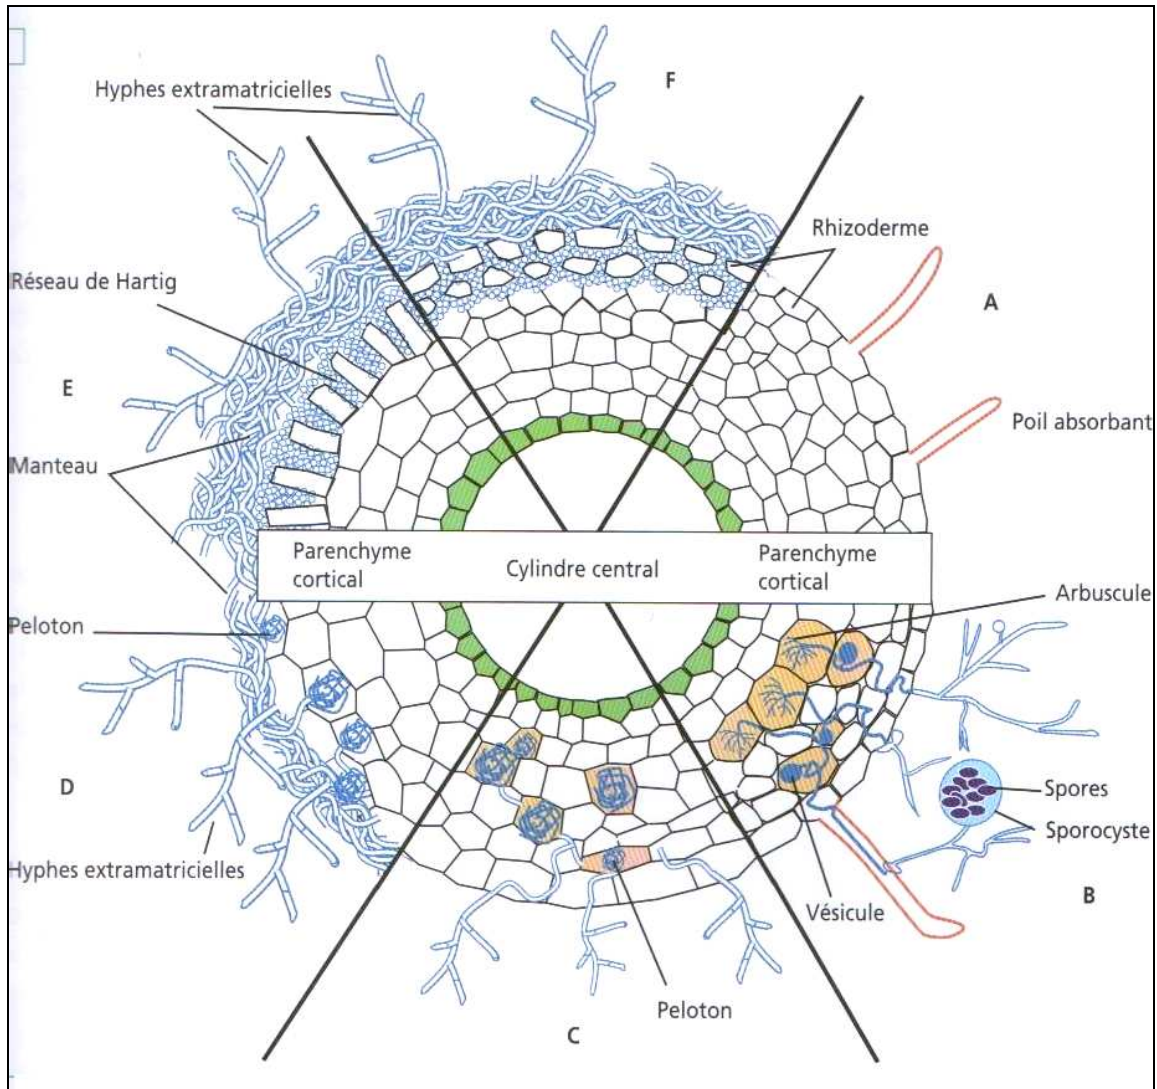 F
Hyphes extramatricielles
Rhizoderme
Réseau de Hartig
A
E
Poil absorbant
Manteau
Parenchyme
cortical
Cylindre central
Parenchyme
cortical
Arbuscule
Peloton
D
Spores
Sporocyste
Hyphes extramatricielles
B
Vésicule
Peloton
C